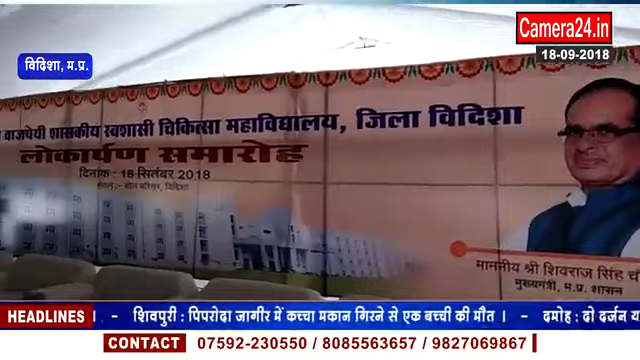 Camera24.in
18-09-2018
विदिशा, म.प्र.
वाजपेयी शासकीय स्वशासी चिकित्सा महाविद्यालय, जिला विदिशा
लोकार्पण समारोह
दिनांक : 18 सितंबर 2018
माननीय श्री शिवराज सिंह
मुख्यमंत्री, म.प्र. शासन
HEADLINES । - शिवपुरी : पिपरोदा जागीर में कच्चा मकान गिरने से एक बच्ची की मौत । - दमोह : दो दर्जन
CONTACT 07592-230550 / 8085563657 / 9827069867